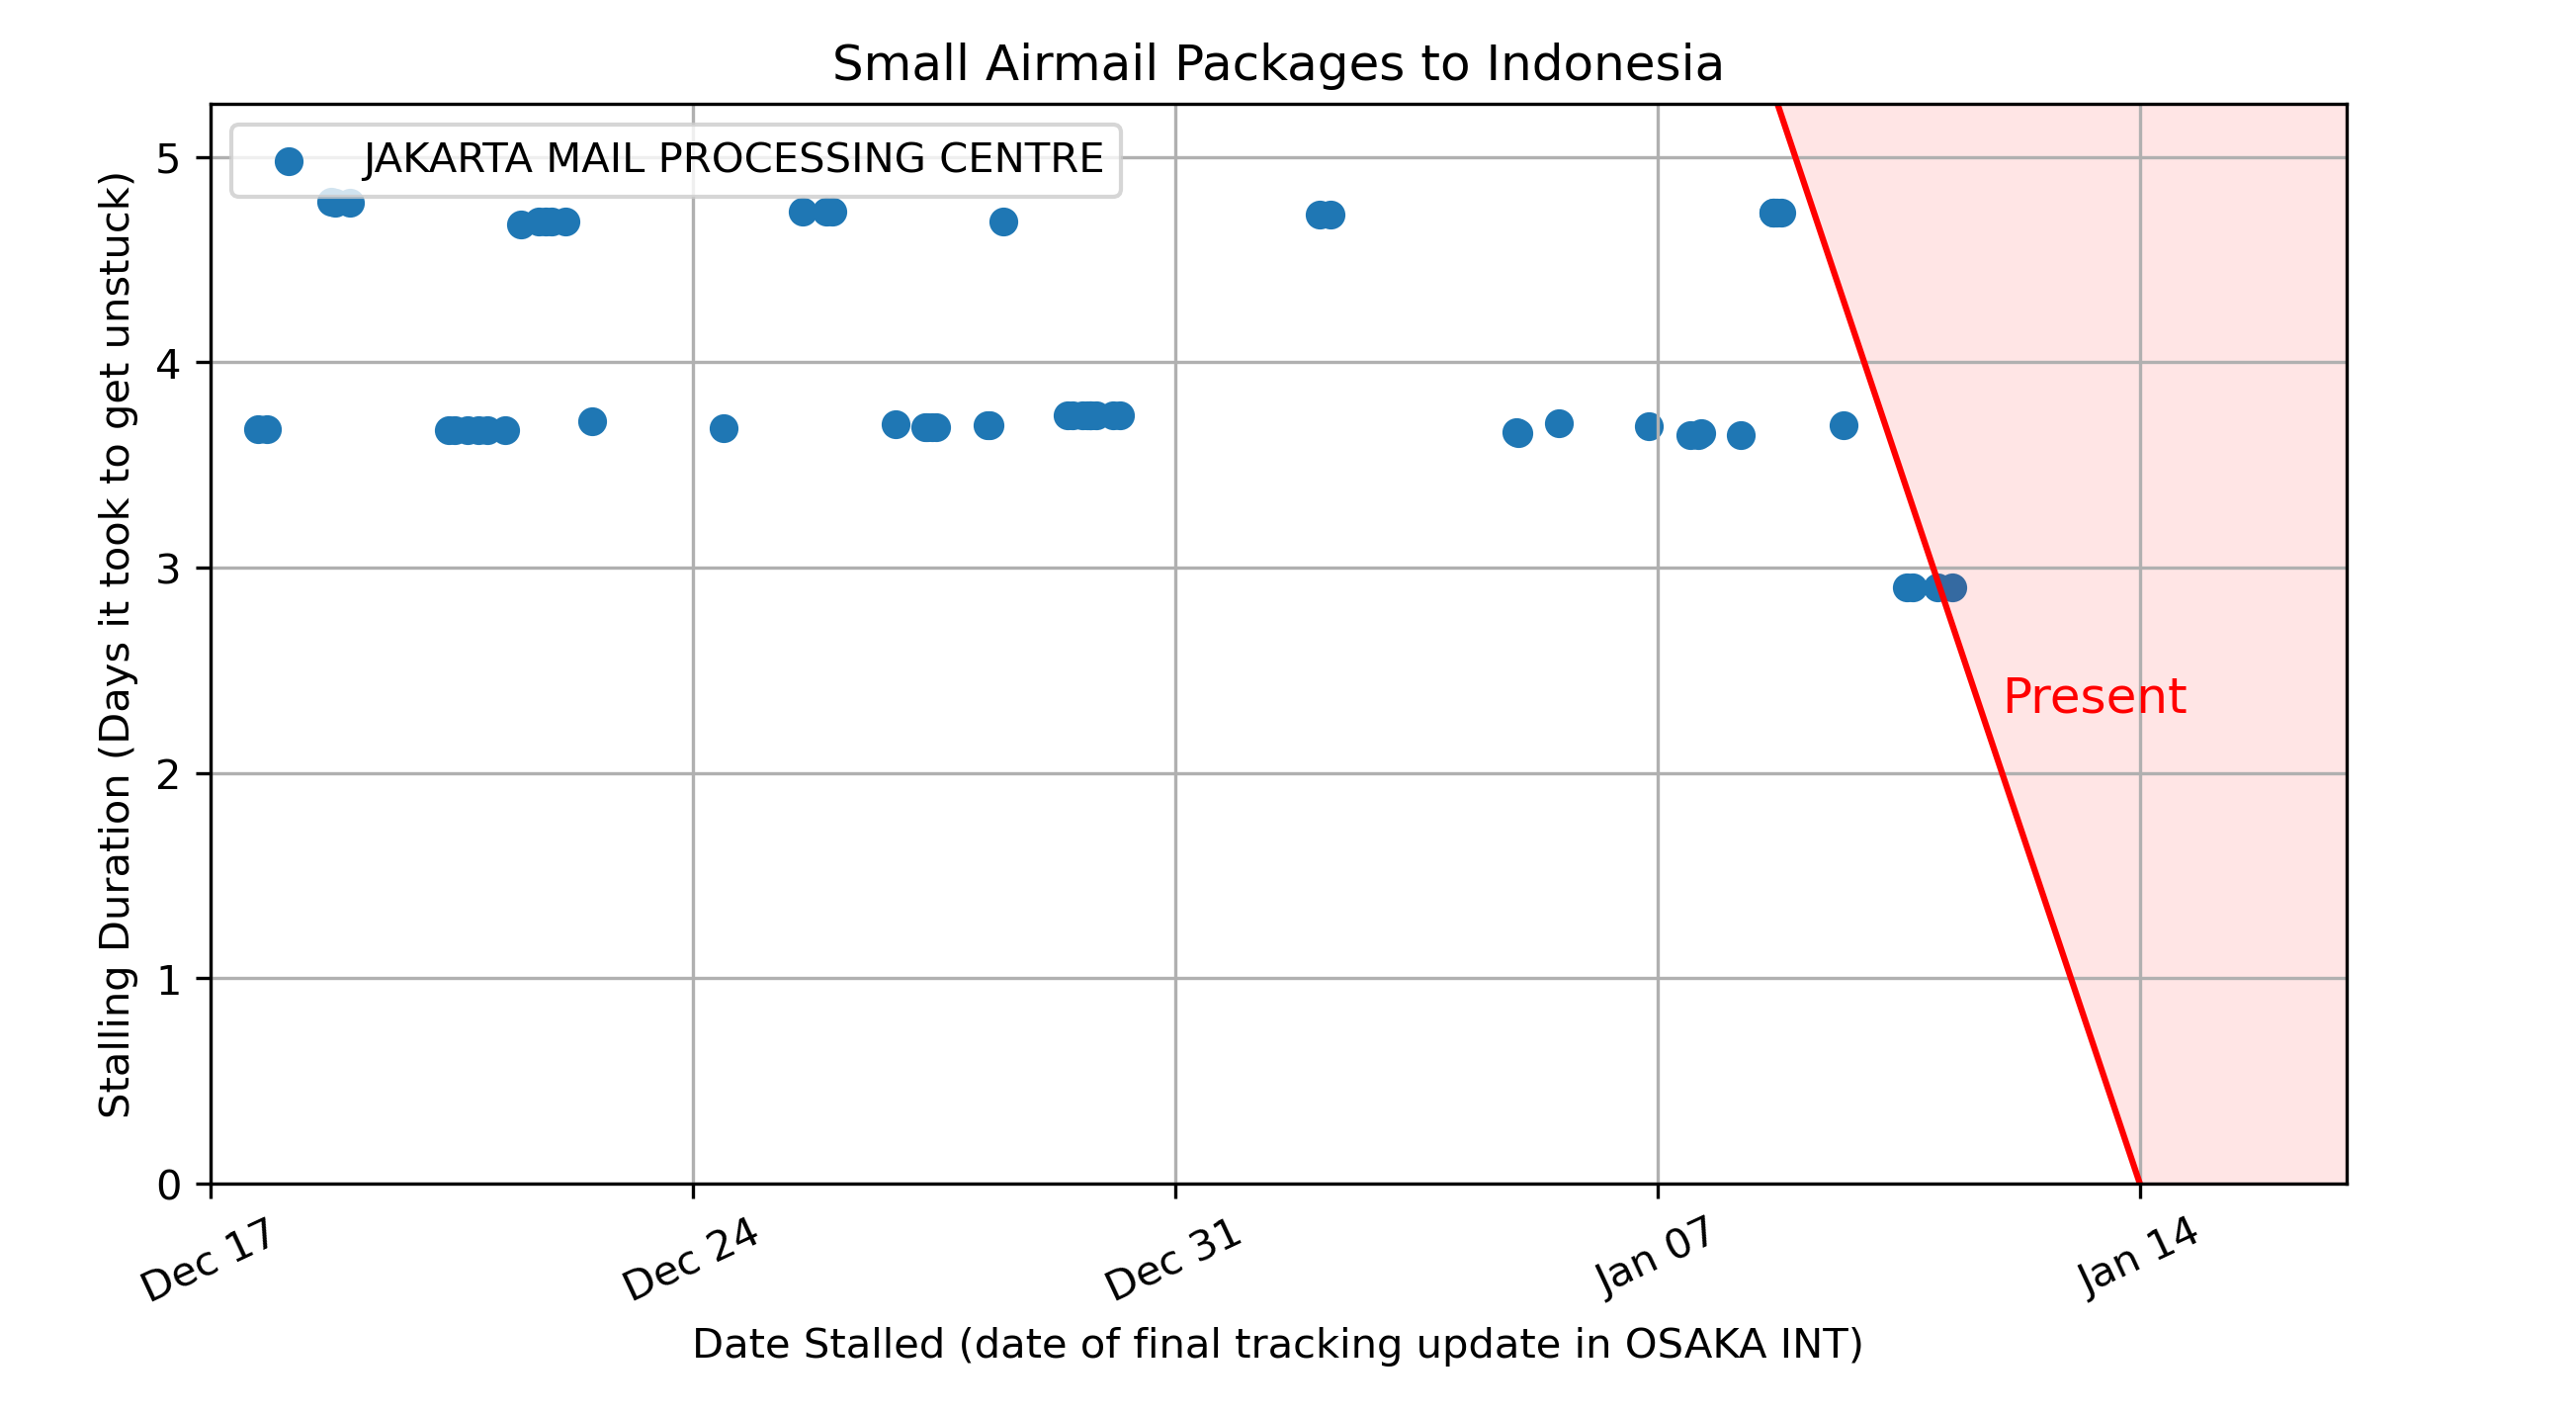 Small Airmail Packages to Indonesia
JAKARTA MAIL PROCESSING CENTRE
Stalling Duration (Days it took to get unstuck)
5
4
3
2
1
0
Present
Dec 17
Dec 24
Dec 31
Jan 07
Jan 14
Date Stalled (date of final tracking update in OSAKA INT)